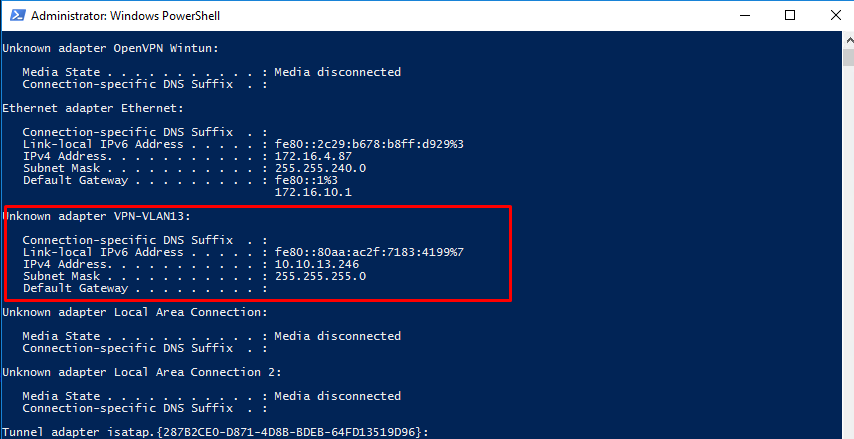 Administrator: Windows PowerShell
Unknown adapter OpenVPN Wintun:
Media State . . . . . . . . . . . : Media disconnected
Connection-specific DNS Suffix  . :
Ethernet adapter Ethernet:
Connection-specific DNS Suffix  . :
Link-local IPv6 Address . . . . . : fe80::2c29:b678:b8ff:d929%3
IPv4 Address. . . . . . . . . . . : 172.16.4.87
Subnet Mask . . . . . . . . . . . : 255.255.240.0
Default Gateway . . . . . . . . . : fe80::1%3
172.16.10.1
Unknown adapter VPN-VLAN13:
Connection-specific DNS Suffix  . :
Link-local IPv6 Address . . . . . : fe80::80aa:ac2f:7183:4199%7
IPv4 Address. . . . . . . . . . . : 10.10.13.246
Subnet Mask . . . . . . . . . . . : 255.255.255.0
Default Gateway . . . . . . . . . :
Unknown adapter Local Area Connection:
Media State . . . . . . . . . . . : Media disconnected
Connection-specific DNS Suffix  . :
Unknown adapter Local Area Connection 2:
Media State . . . . . . . . . . . : Media disconnected
Connection-specific DNS Suffix  . :
Tunnel adapter isatap.{287B2CE0-D871-4D8B-BDEB-64FD13519D96}: